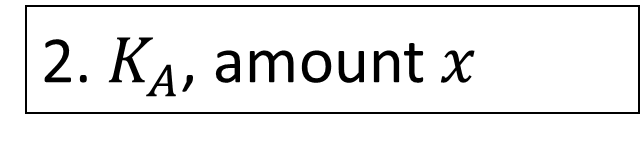 2. K_A, amount x